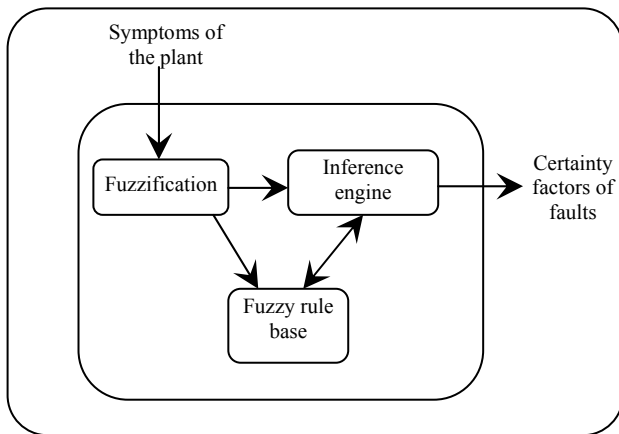 Symptoms of
the plant
Fuzzification
Inference
engine
Certainty
factors of
faults
Fuzzy rule
base